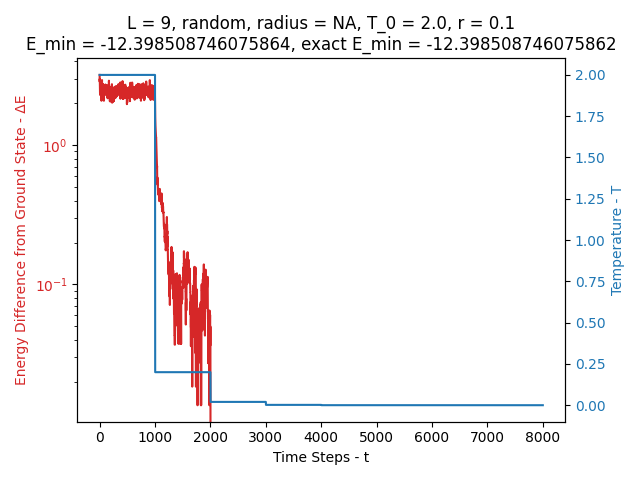 L = 9, random, radius = NA, T_0 = 2.0, r = 0.1
E_min = -12.398508746075864, exact E_min = -12.398508746075862
Energy Difference from Ground State - ΔE
10⁰
10⁻¹
2.00
1.75
1.50
1.25
1.00
0.75
0.50
0.25
0.00
Temperature - T
0 1000 2000 3000 4000 5000 6000 7000 8000
Time Steps - t